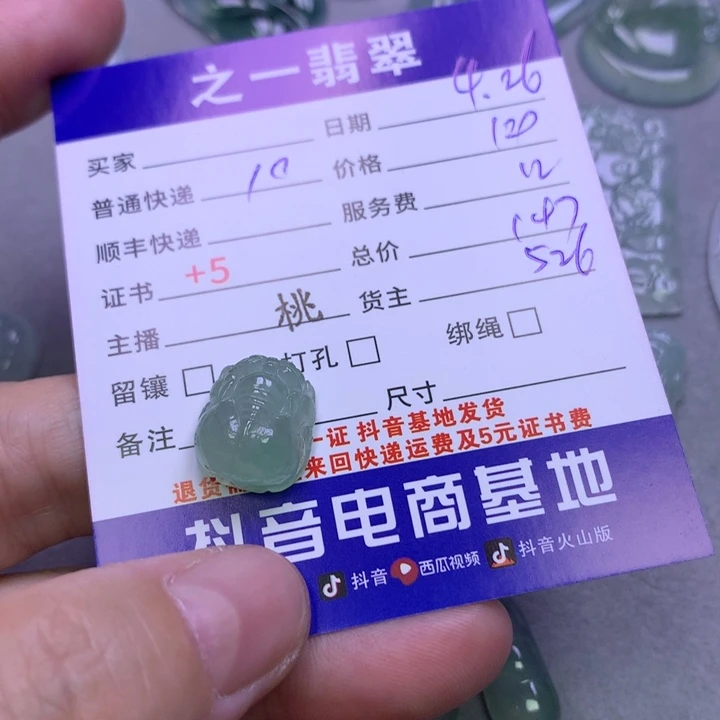 之一翡翠
买家 日期 4.26
普通快递 10 价格 120
顺丰快递 服务费 12
证书 +5 总价 147
主播 桃 货主 526
留镶 打孔 绑绳
备注 尺寸
一证 抖音基地发货
退货 来回快递运费及5元证书费
抖音电商基地
抖音 西瓜视频 抖音火山版